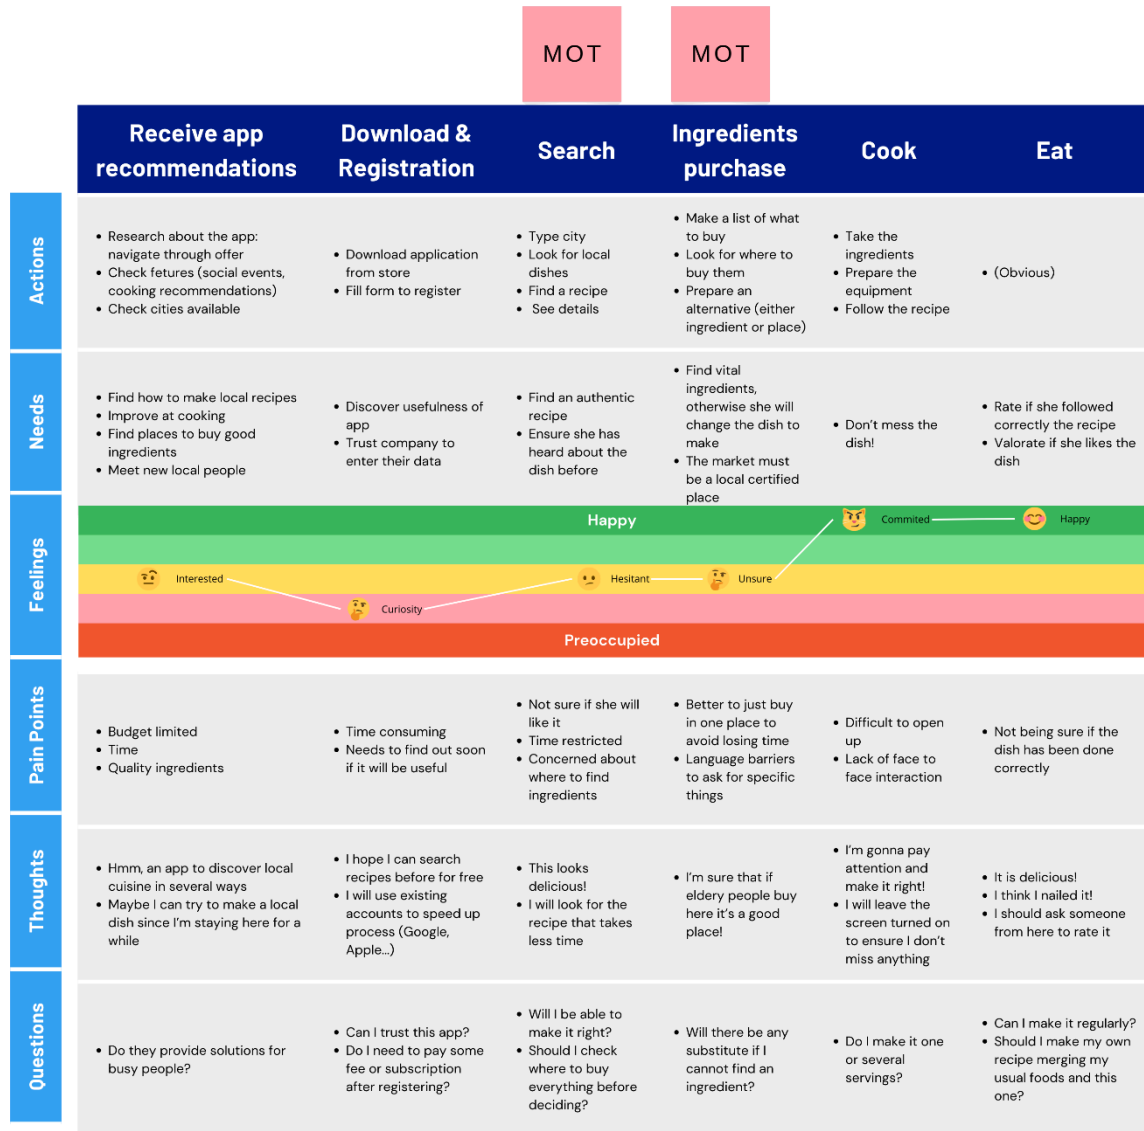 MOT
MOT
Receive app
recommendations
Download &
Registration
Search
Ingredients
purchase
Cook
Eat
Actions
• Research about the app:
navigate through offer
• Check fetures (social events,
cooking recommendations)
• Check cities available
• Download application
from store
• Fill form to register
• Type city
• Look for local
dishes
• Find a recipe
• See details
• Make a list of what
to buy
• Look for where to
buy them
• Prepare an
alternative (either
ingredient or place)
• Take the
ingredients
• Prepare the
equipment
• Follow the recipe
• (Obvious)
Needs
• Find how to make local recipes
• Improve at cooking
• Find places to buy good
ingredients
• Meet new local people
• Discover usefulness of
app
• Trust company to
enter their data
• Find an authentic
recipe
• Ensure she has
heard about the
dish before
• Find vital
ingredients,
otherwise she will
change the dish to
make
• The market must
be a local certified
place
• Don't mess the
dish!
• Rate if she followed
correctly the recipe
• Valorate if she likes the
dish
Feelings
Happy
Commited
Happy
Interested
Hesitant
Unsure
Curiosity
Preoccupied
Pain Points
• Budget limited
• Time
• Quality ingredients
• Time consuming
• Needs to find out soon
if it will be useful
• Not sure if she will
like it
• Time restricted
• Concerned about
where to find
ingredients
• Better to just buy
in one place to
avoid losing time
• Language barriers
to ask for specific
things
• Difficult to open
up
• Lack of face to
face interaction
• Not being sure if the
dish has been done
correctly
Thoughts
• Hmm, an app to discover local
cuisine in several ways
• Maybe I can try to make a local
dish since I'm staying here for a
while
• I hope I can search
recipes before for free
• I will use existing
accounts to speed up
process (Google,
Apple...)
• This looks
delicious!
• I will look for the
recipe that takes
less time
• I'm sure that if
eldery people buy
here it's a good
place!
• I'm gonna pay
attention and
make it right!
• I will leave the
screen turned on
to ensure I don't
miss anything
• It is delicious!
• I think I nailed it!
• I should ask someone
from here to rate it
Questions
• Do they provide solutions for
busy people?
• Can I trust this app?
• Do I need to pay some
fee or subscription
after registering?
• Will I be able to
make it right?
• Should I check
where to buy
everything before
deciding?
• Will there be any
substitute if I
cannot find an
ingredient?
• Do I make it one
or several
servings?
• Can I make it regularly?
• Should I make my own
recipe merging my
usual foods and this
one?